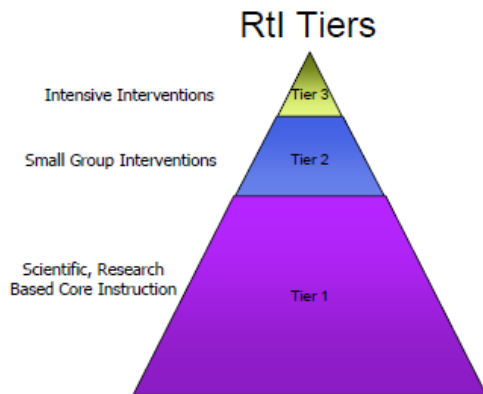 RtI Tiers
Intensive Interventions
Tier 3
Small Group Interventions
Tier 2
Scientific, Research
Based Core Instruction
Tier 1